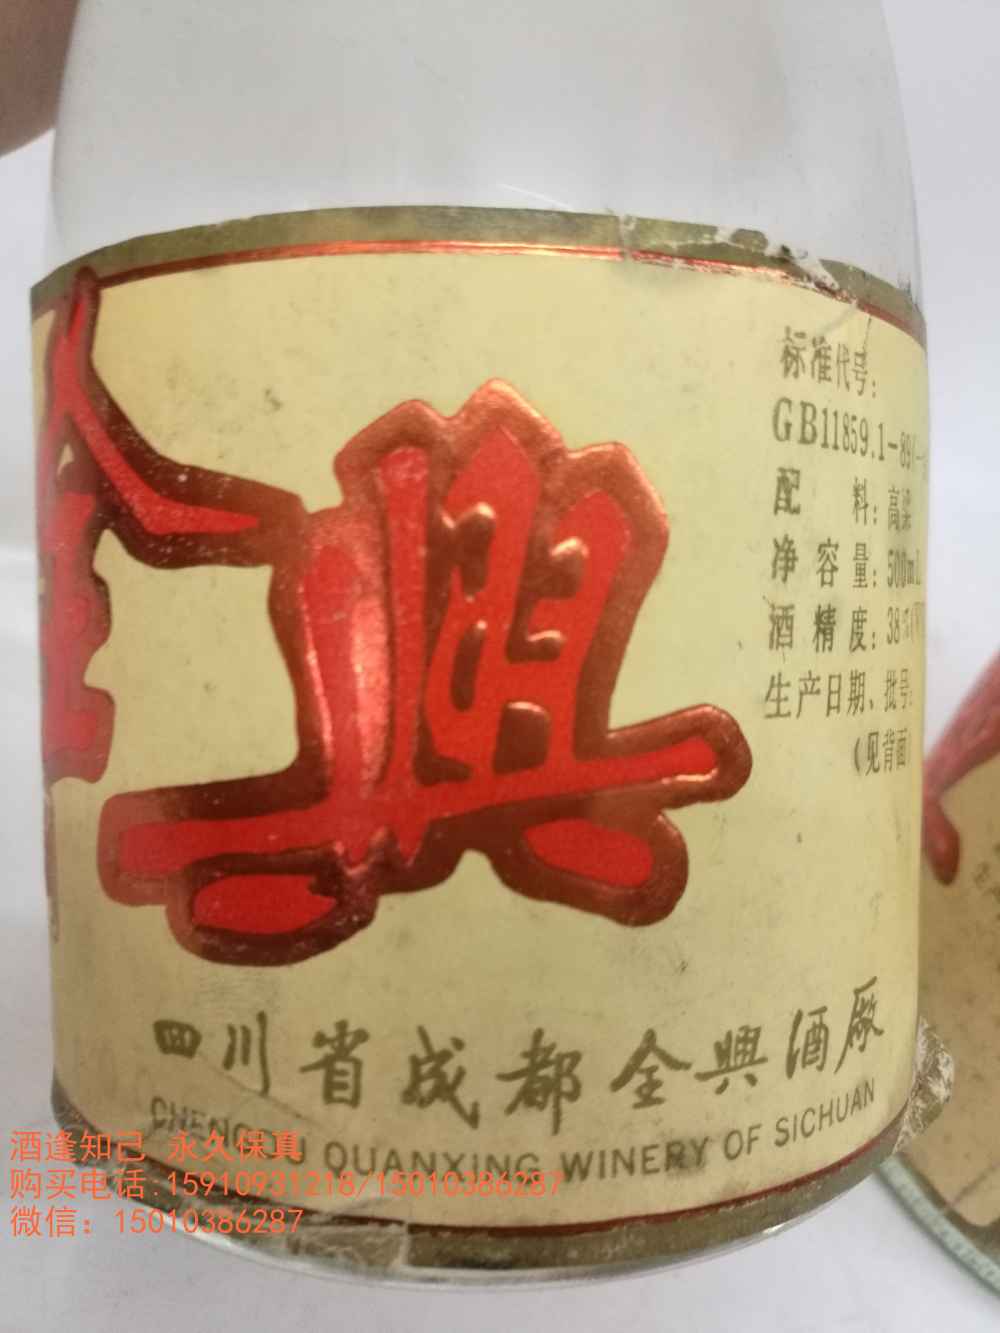 興
标准代号：
GB11859.1-89
配 料：高粱
净 容 量：500mL
酒 精 度：38%
生产日期、批号：
(见背面)
四川省成都全興酒厰
CHENGDU QUANXING WINERY OF SICHUAN
酒逢知己 永久保真
购买电话:15910931218/15010386287
微信：15010386287